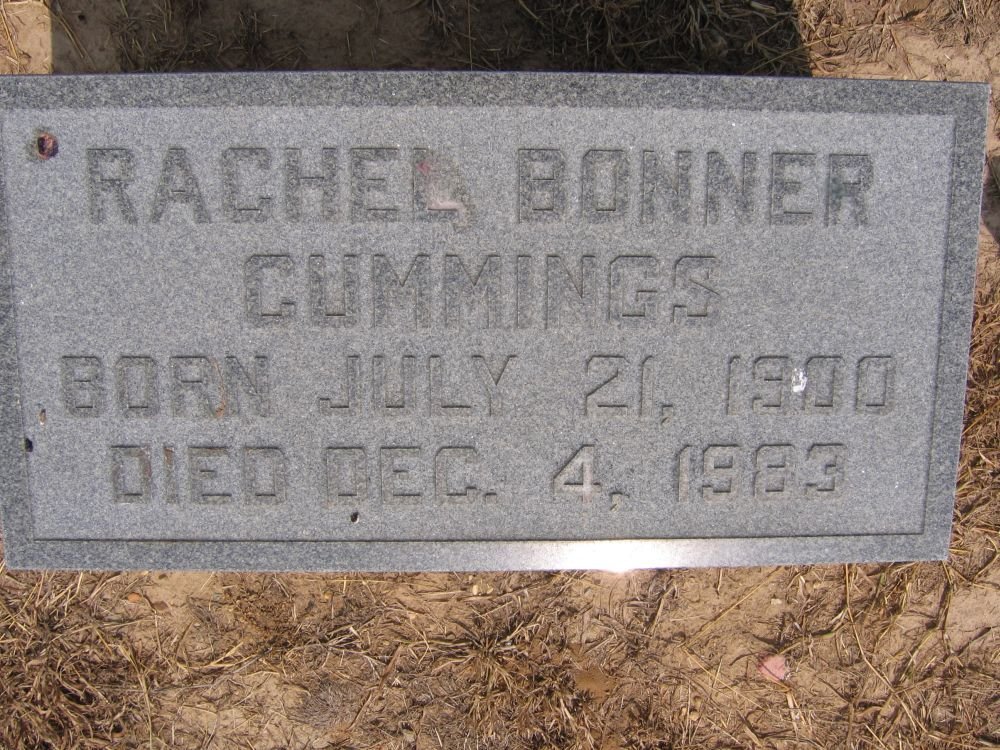 RACHEL BONNER
CUMMINGS
BORN JULY 21, 1900
DIED DEC. 4, 1983